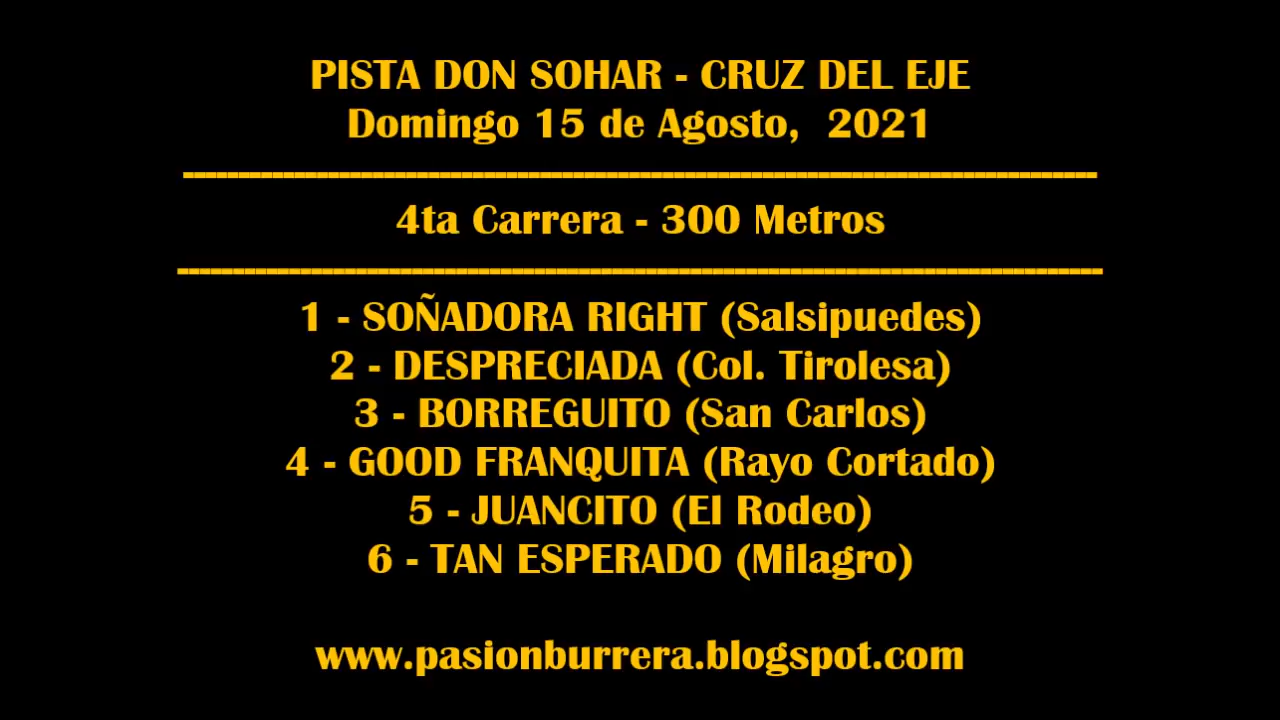 PISTA DON SOHAR - CRUZ DEL EJE
Domingo 15 de Agosto,  2021
4ta Carrera - 300 Metros
1 - SOÑADORA RIGHT (Salsipuedes)
2 - DESPRECIADA (Col. Tirolesa)
3 - BORREGUITO (San Carlos)
4 - GOOD FRANQUITA (Rayo Cortado)
5 - JUANCITO (El Rodeo)
6 - TAN ESPERADO (Milagro)
www.pasionburrera.blogspot.com